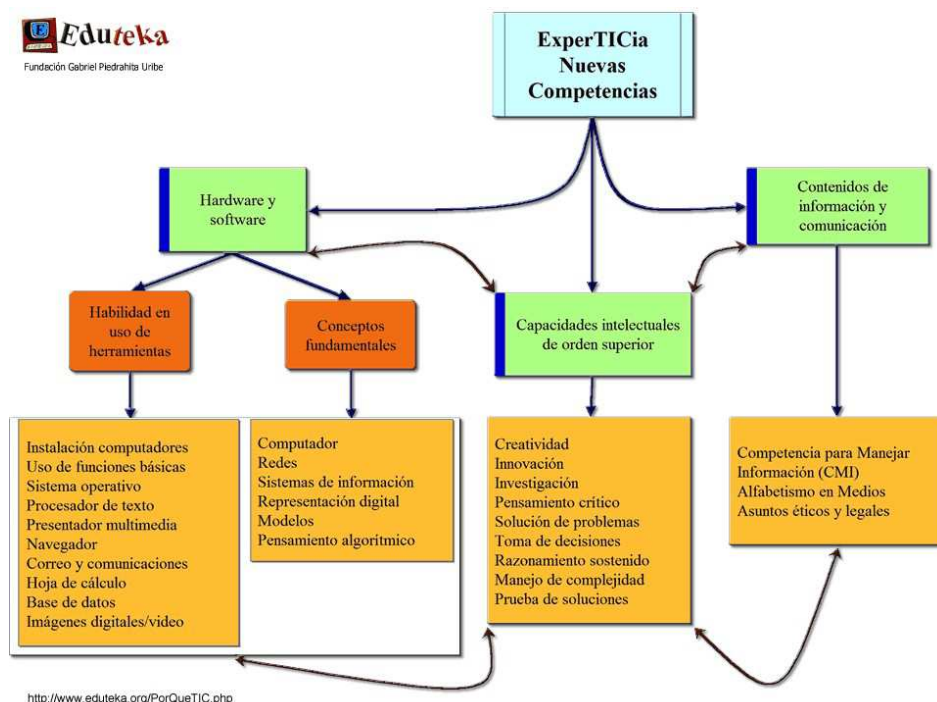 Eduteka
Fundación Gabriel Piedrahita Uribe
ExperTICia
Nuevas
Competencias
Hardware y
software
Contenidos de
información y
comunicación
Habilidad en
uso de
herramientas
Conceptos
fundamentales
Capacidades intelectuales
de orden superior
Instalación computadores
Uso de funciones básicas
Sistema operativo
Procesador de texto
Presentador multimedia
Navegador
Correo y comunicaciones
Hoja de cálculo
Base de datos
Imágenes digitales/video
Computador
Redes
Sistemas de información
Representación digital
Modelos
Pensamiento algorítmico
Creatividad
Innovación
Investigación
Pensamiento crítico
Solución de problemas
Toma de decisiones
Razonamiento sostenido
Manejo de complejidad
Prueba de soluciones
Competencia para Manejar
Información (CMI)
Alfabetismo en Medios
Asuntos éticos y legales
http://www.eduteka.org/PorQueTIC.php